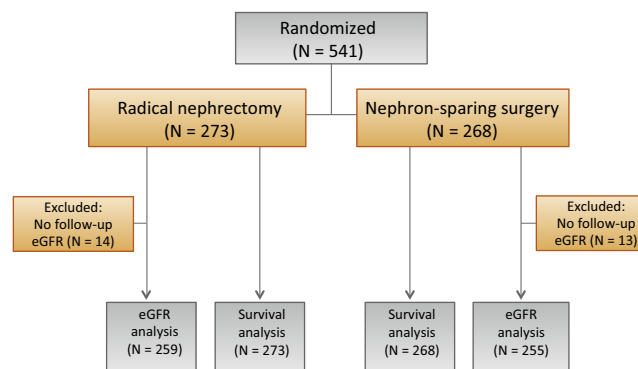 Randomized
(N = 541)
Radical nephrectomy
(N = 273)
Nephron-sparing surgery
(N = 268)
Excluded:
No follow-up
eGFR (N = 14)
Excluded:
No follow-up
eGFR (N = 13)
eGFR
analysis
(N = 259)
Survival
analysis
(N = 273)
Survival
analysis
(N = 268)
eGFR
analysis
(N = 255)